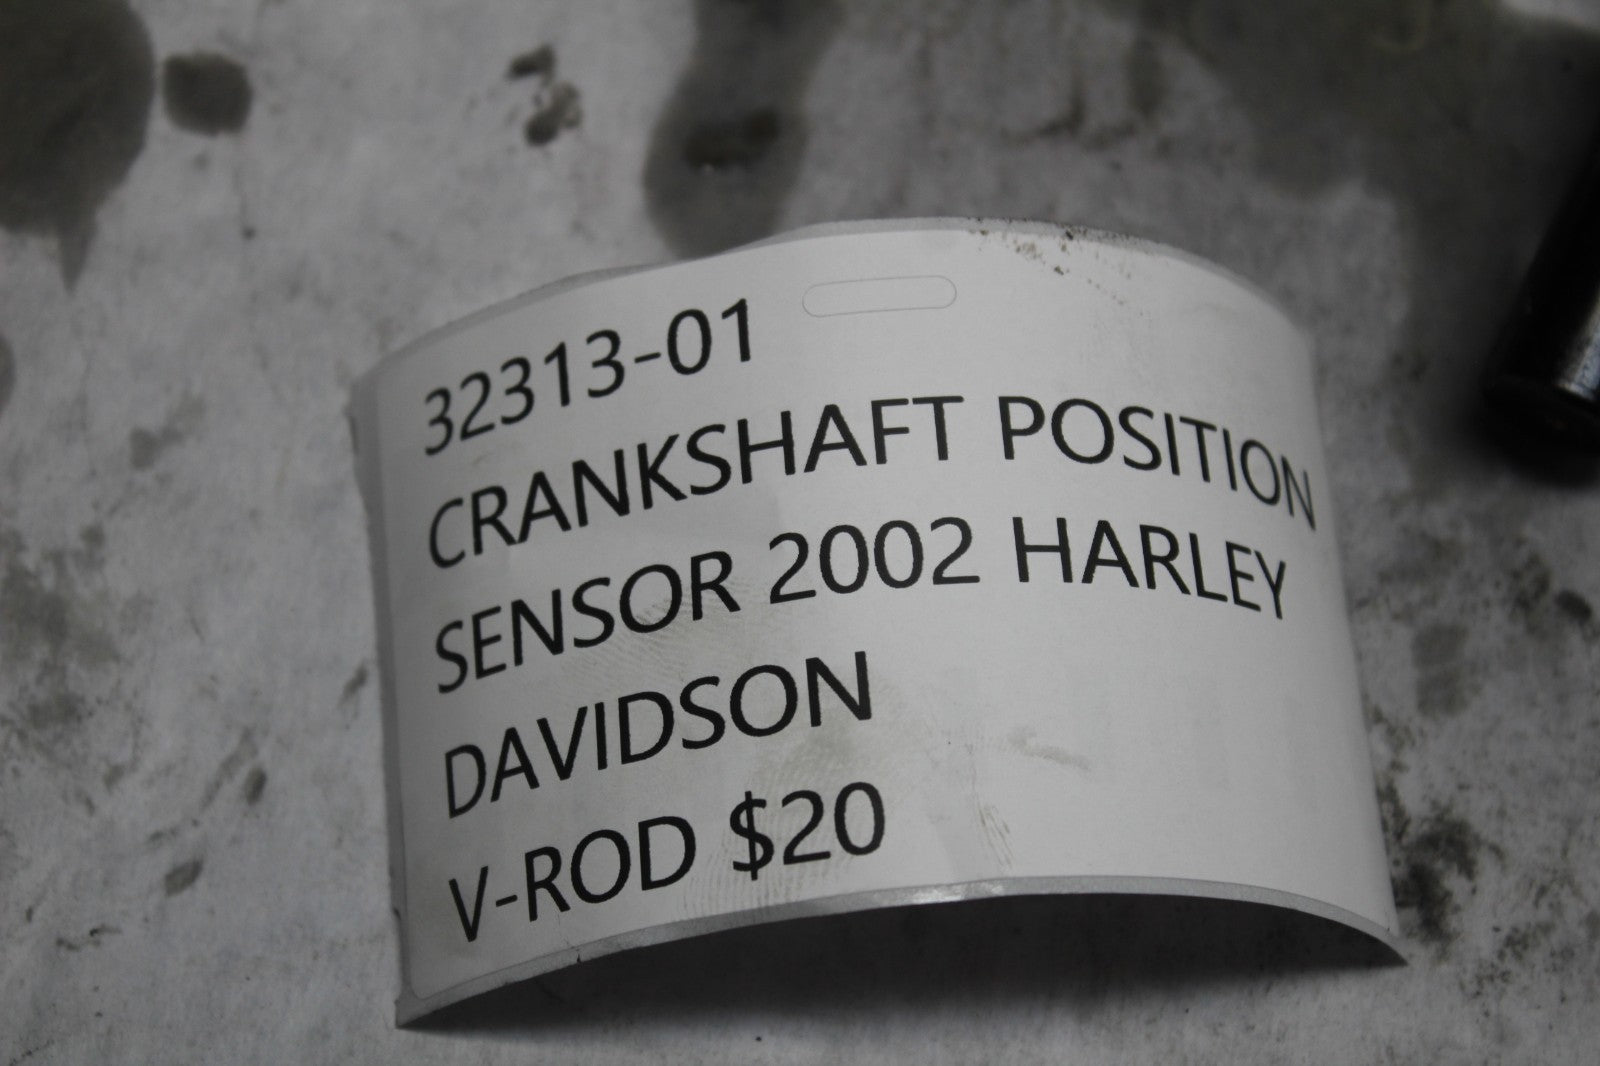 32313-01
CRANKSHAFT POSITION
SENSOR 2002 HARLEY
DAVIDSON
V-ROD $20